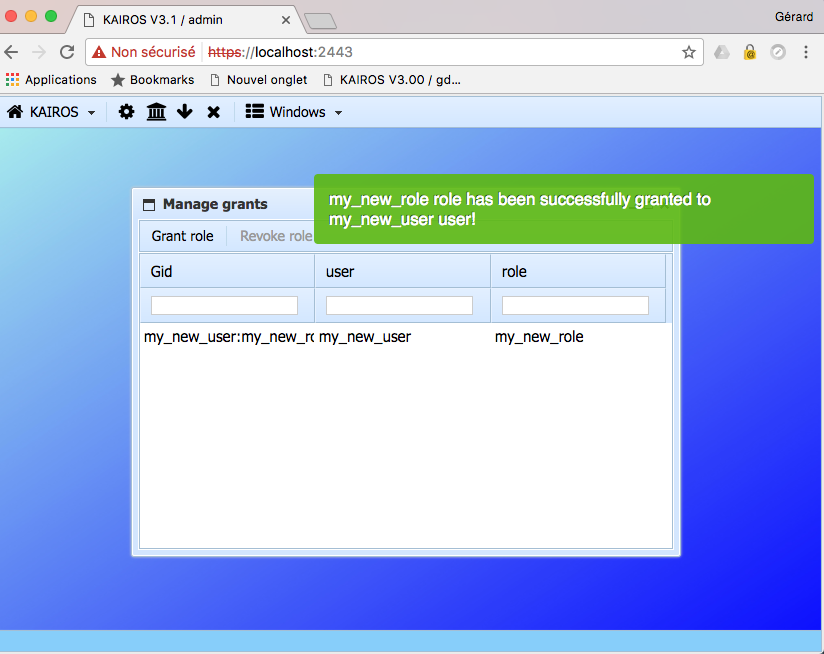 KAIROS V3.1 / admin
Gérard
Non sécurisé https://localhost:2443
Applications Bookmarks Nouvel onglet KAIROS V3.00 / gd...
KAIROS Windows
Manage grants
my_new_role role has been successfully granted to
my_new_user user!
Grant role Revoke role
Gid user role
my_new_user:my_new_ro my_new_user my_new_role